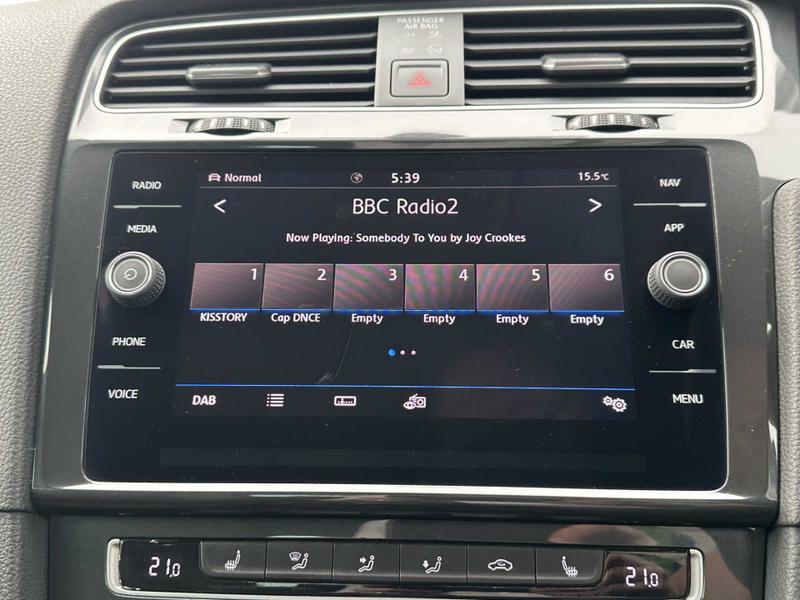 PASSENGER
AIR BAG
OFF
RADIO
MEDIA
PHONE
VOICE
Normal
5:39
15.5°C
< BBC Radio2 >
Now Playing: Somebody To You by Joy Crookes
1 2 3 4 5 6
KISSTORY Cap DNCE Empty Empty Empty Empty
DAB
NAV
APP
CAR
MENU
21.0
21.0